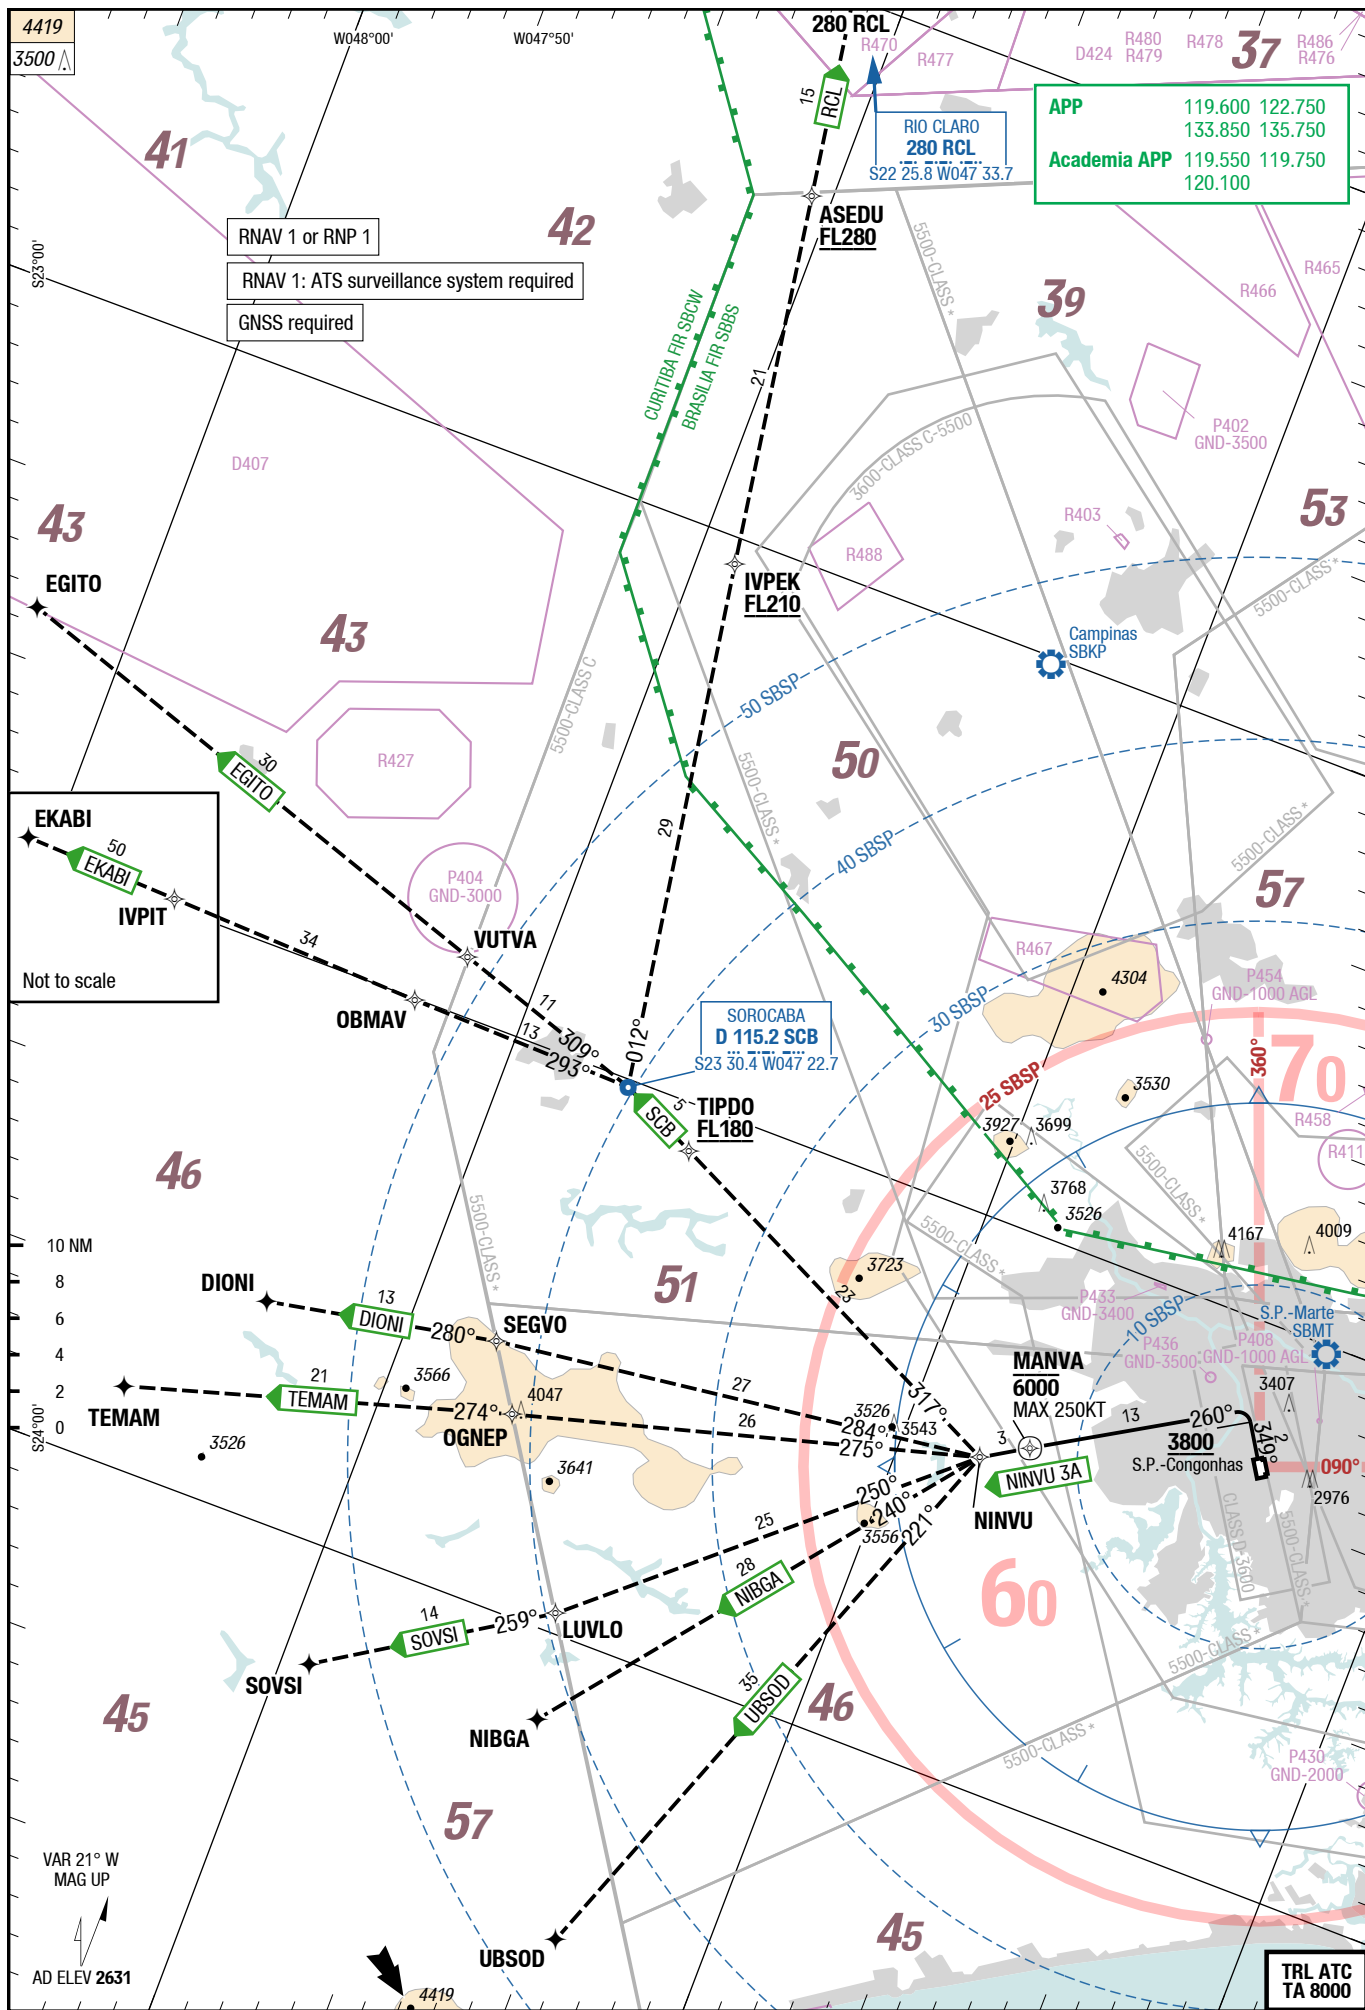 4419
3500
W048°00'
W047°50'
280 RCL
R470
R477
D424
R480
R479
R478
37
R486
R476
15
RCL
RIO CLARO
280 RCL
S22 25.8 W047 33.7
APP 119.600 122.750
133.850 135.750
Academia APP 119.550 119.750
120.100
41
42
RNAV 1 or RNP 1
RNAV 1: ATS surveillance system required
GNSS required
S23°00'
ASEDU
FL280
5500-CLASS *
39
R465
R466
CURITIBA FIR SBCW
BRASILIA FIR SBBS
21
P402
GND-3500
3600-CLASS C-5500
D407
43
R403
53
R488
EGITO
IVPEK
FL210
5500-CLASS *
43
Campinas
SBKP
5500-CLASS C
50 SBSP
R427
30
EGITO
50
5500-CLASS *
29
40 SBSP
5500-CLASS *
EKABI
50
EKABI
IVPIT
34
Not to scale
P404
GND-3000
57
VUTVA
R467
4304
P454
GND-1000 AGL
OBMAV
11
13
309°
293°
012°
SOROCABA
D 115.2 SCB
S23 30.4 W047 22.7
30 SBSP
360°
70
25 SBSP
3530
SCB
5
TIPDO
FL180
3927
3699
R458
R411
46
5500-CLASS *
5500-CLASS *
3768
3526
5500-CLASS *
4167
4009
10 NM
8
6
4
2
0
S24°00'
51
3723
23
DIONI
13
DIONI
280°
SEGVO
P433
GND-3400
10 SBSP
S.P.-Marte
SBMT
P436
GND-3500
P408
GND-1000 AGL
MANVA
6000
MAX 250KT
3566
21
TEMAM
TEMAM
274°
4047
OGNEP
27
26
317°
3526
3543
284°
275°
3407
13
260°
3
3800
S.P.-Congonhas
349°
2
090°
3526
3641
NINVU 3A
2976
NINVU
250°
240°
221°
3556
25
CLASS D-3600
5500-CLASS *
28
NIBGA
60
14
SOVSI
259°
LUVLO
SOVSI
5500-CLASS *
35
UBSOD
45
46
NIBGA
5500-CLASS *
P430
GND-2000
57
VAR 21° W
MAG UP
45
UBSOD
AD ELEV 2631
4419
TRL ATC
TA 8000